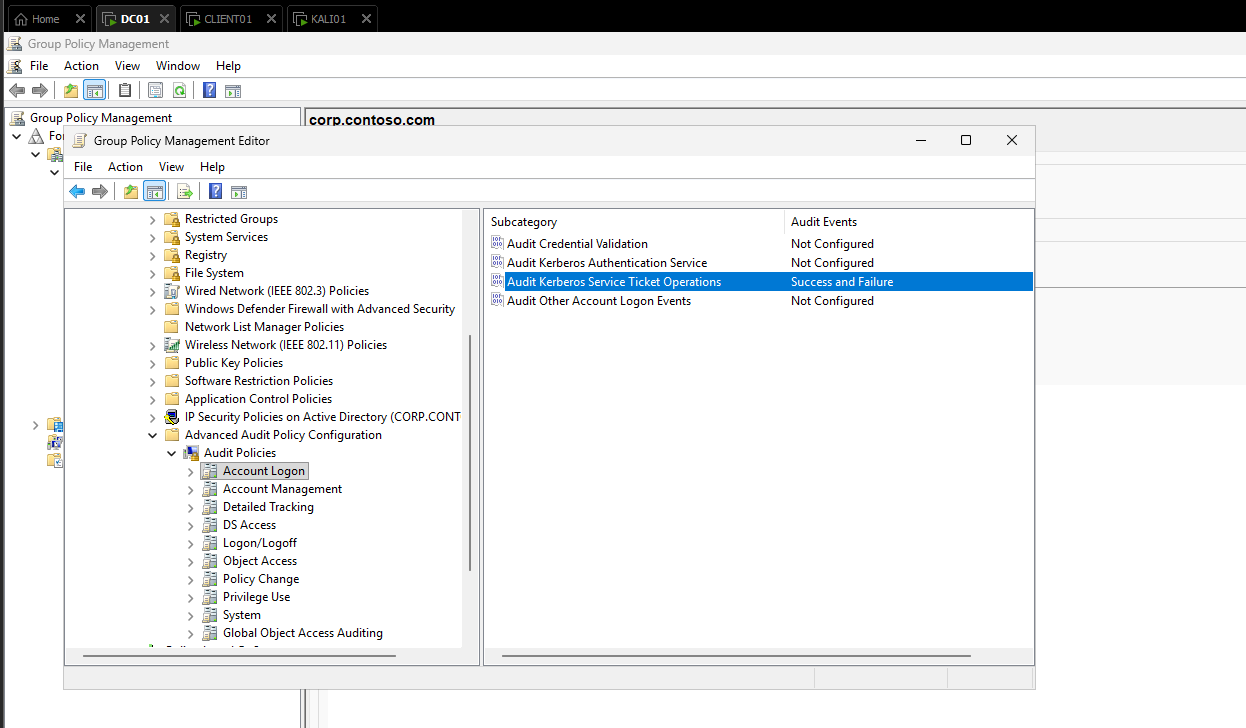 Home DC01 CLIENT01 KALI01
Group Policy Management
File Action View Window Help
Group Policy Management
corp.contoso.com
Group Policy Management Editor
File Action View Help
Restricted Groups
System Services
Registry
File System
Wired Network (IEEE 802.3) Policies
Windows Defender Firewall with Advanced Security
Network List Manager Policies
Wireless Network (IEEE 802.11) Policies
Public Key Policies
Software Restriction Policies
Application Control Policies
IP Security Policies on Active Directory (CORP.CONT
Advanced Audit Policy Configuration
Audit Policies
Account Logon
Account Management
Detailed Tracking
DS Access
Logon/Logoff
Object Access
Policy Change
Privilege Use
System
Global Object Access Auditing
Subcategory Audit Events
Audit Credential Validation Not Configured
Audit Kerberos Authentication Service Not Configured
Audit Kerberos Service Ticket Operations Success and Failure
Audit Other Account Logon Events Not Configured